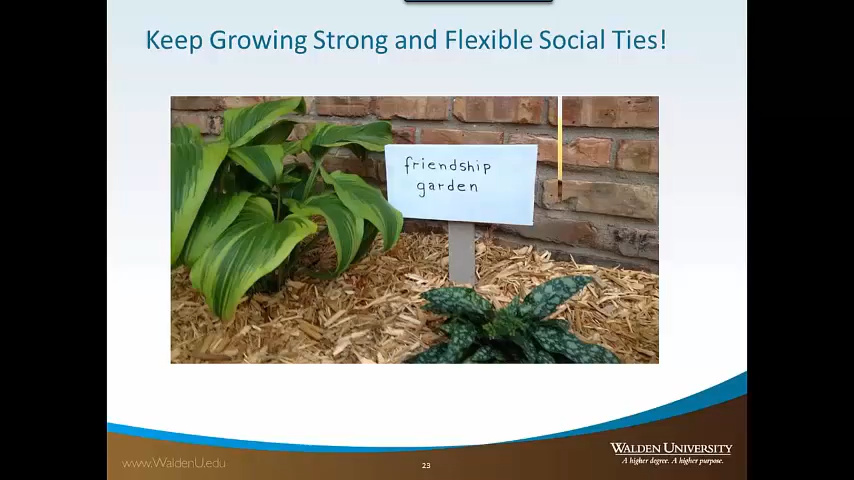 Keep Growing Strong and Flexible Social Ties!
friendship
garden
www.WaldenU.edu
23
WALDEN UNIVERSITY
A higher degree. A higher purpose.